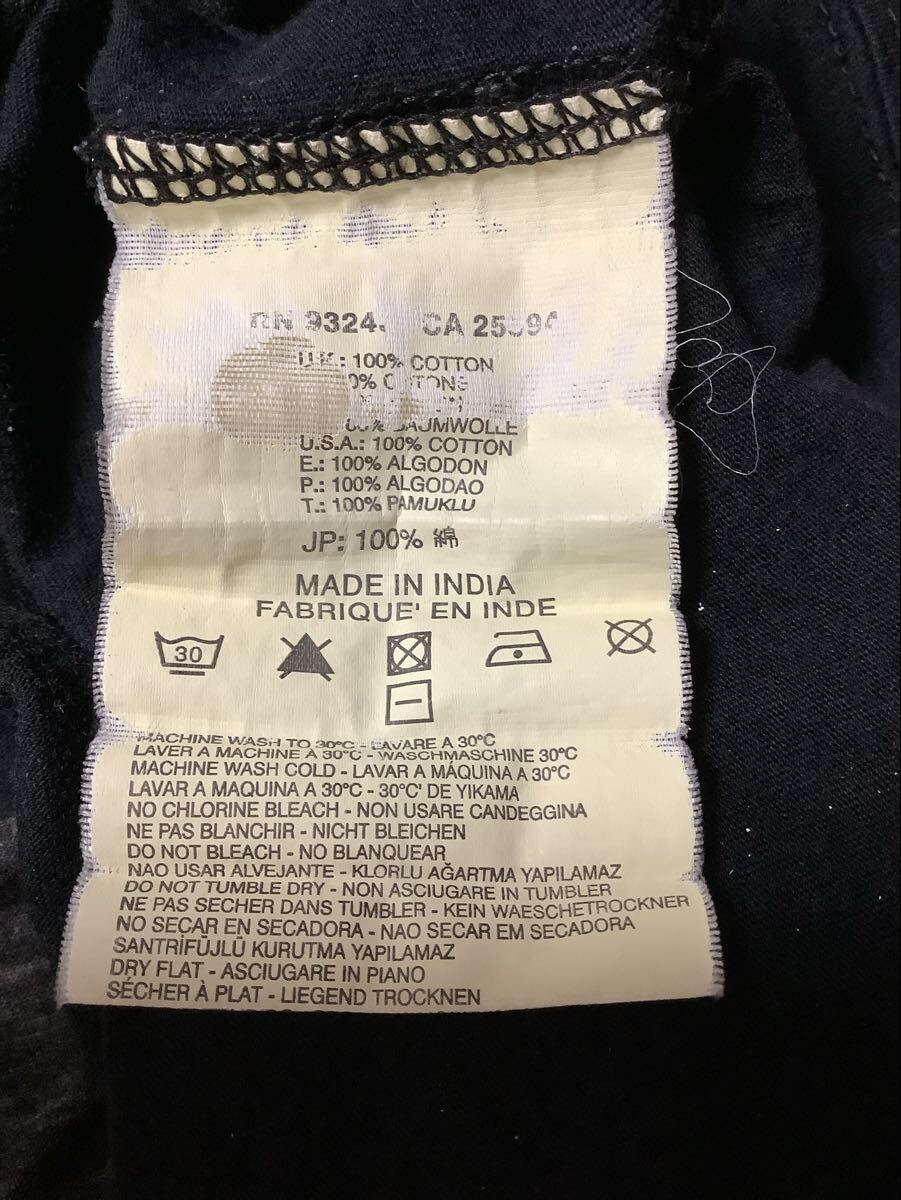 CA
U.K.: 100% COTTON
BAUMWOLLE
U.S.A.: 100% COTTON
E.: 100% ALGODON
P.: 100% ALGODAO
T.: 100% PAMUKLU
JP: 100% 綿
MADE IN INDIA
FABRIQUE' EN INDE
30
MACHINE WASH TO 30°C - LAVARE A 30°C
LAVER A MACHINE A 30°C - WASCHMASCHINE 30°C
MACHINE WASH COLD - LAVAR A MÁQUINA A 30°C
LAVAR A MAQUINA A 30°C - 30°C' DE YIKAMA
NO CHLORINE BLEACH - NON USARE CANDEGGINA
NE PAS BLANCHIR - NICHT BLEICHEN
DO NOT BLEACH - NO BLANQUEAR
NAO USAR ALVEJANTE - KLORLU AĞARTMA YAPILAMAZ
DO NOT TUMBLE DRY - NON ASCIUGARE IN TUMBLER
NE PAS SECHER DANS TUMBLER - KEIN WAESCHETROCKNER
NO SECAR EN SECADORA - NAO SECAR EM SECADORA
SANTRİFÜJLÜ KURUTMA YAPILAMAZ
DRY FLAT - ASCIUGARE IN PIANO
SÉCHER À PLAT - LIEGEND TROCKNEN